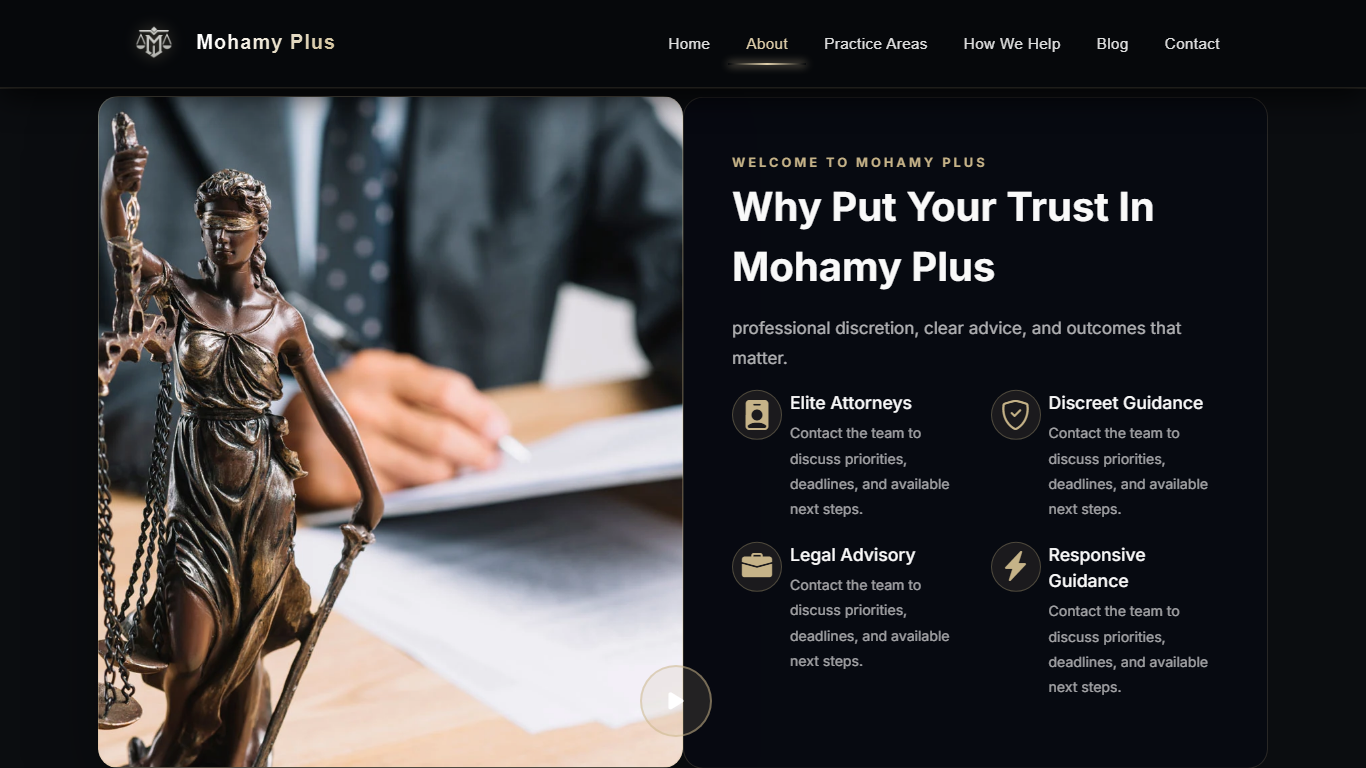 Mohamy Plus
Home
About
Practice Areas
How We Help
Blog
Contact
WELCOME TO MOHAMY PLUS
Why Put Your Trust In
Mohamy Plus
professional discretion, clear advice, and outcomes that
matter.
Elite Attorneys
Contact the team to
discuss priorities,
deadlines, and available
next steps.
Discreet Guidance
Contact the team to
discuss priorities,
deadlines, and available
next steps.
Legal Advisory
Contact the team to
discuss priorities,
deadlines, and available
next steps.
Responsive
Guidance
Contact the team to
discuss priorities,
deadlines, and available
next steps.